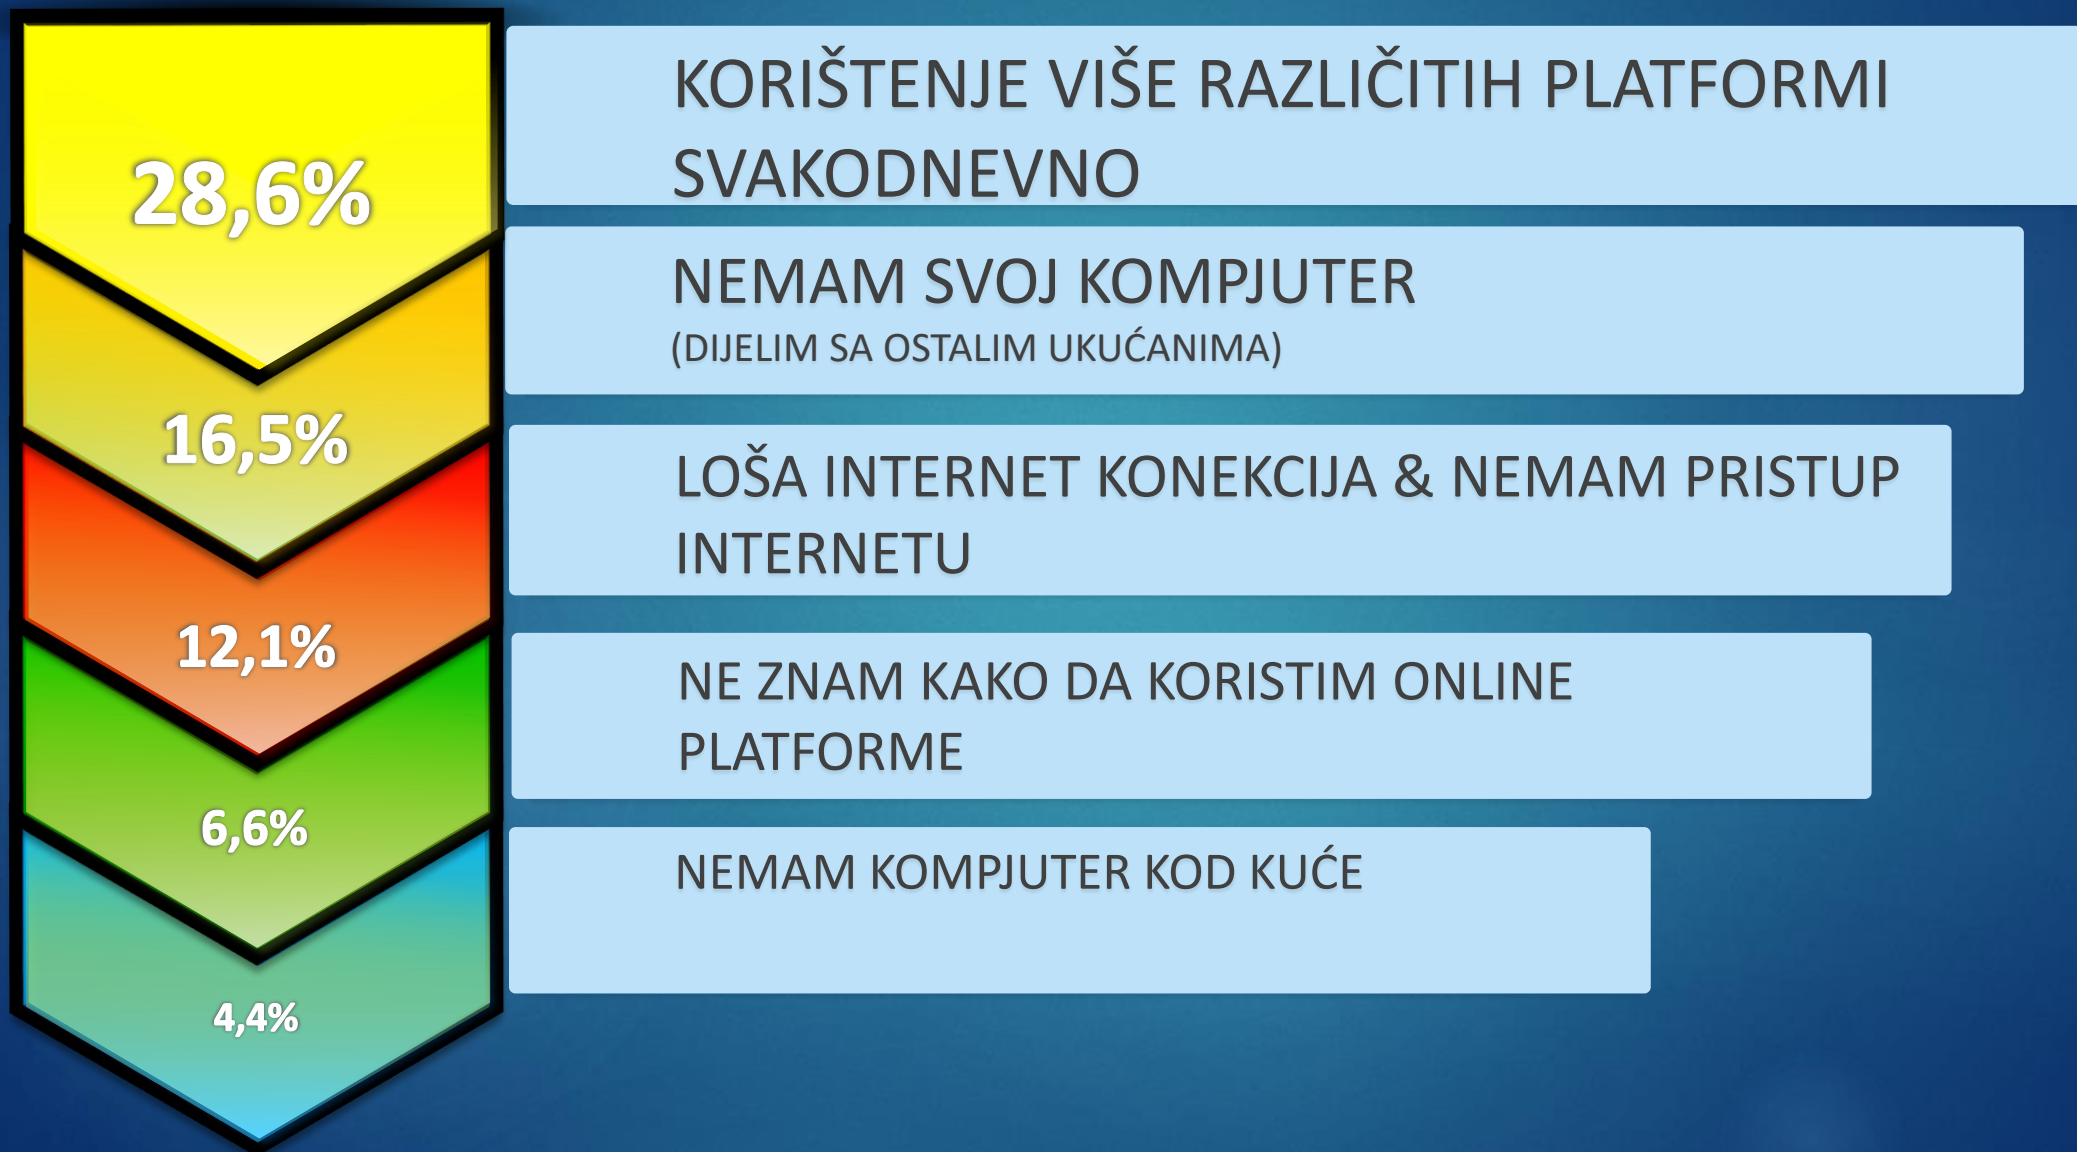 28,6%
KORIŠTENJE VIŠE RAZLIČITIH PLATFORMI
SVAKODNEVNO
16,5%
NEMAM SVOJ KOMPJUTER
(DIJELIM SA OSTALIM UKUĆANIMA)
12,1%
LOŠA INTERNET KONEKCIJA & NEMAM PRISTUP
INTERNETU
6,6%
NE ZNAM KAKO DA KORISTIM ONLINE
PLATFORME
4,4%
NEMAM KOMPJUTER KOD KUĆE